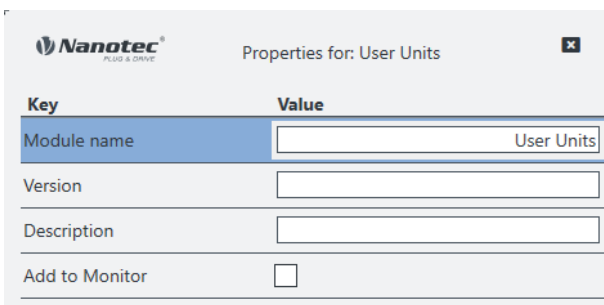 Nanotec®
PLUG & DRIVE
Properties for: User Units
Key Value
Module name User Units
Version
Description
Add to Monitor